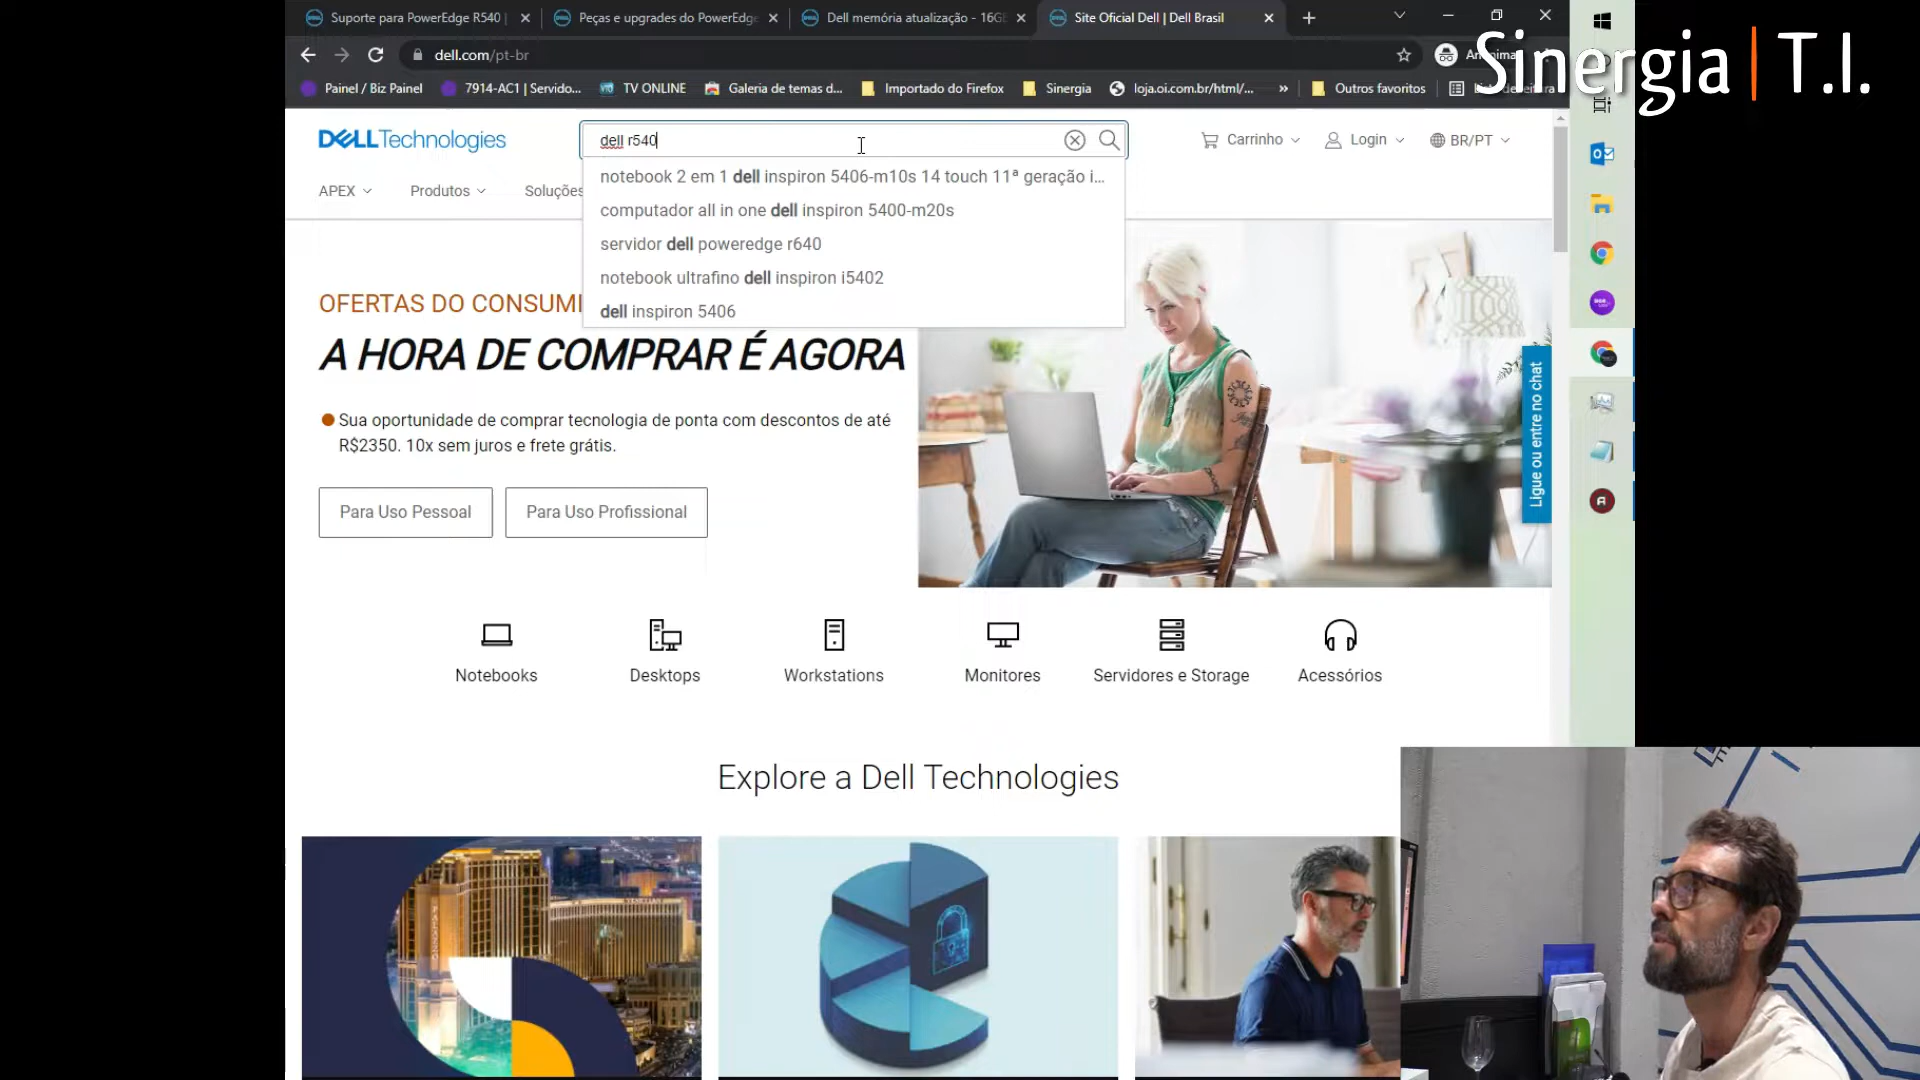 Suporte para PowerEdge R540 |
Peças e upgrades do PowerEdge
Dell memória atualização - 16GB
Site Oficial Dell | Dell Brasil
dell.com/pt-br
Sinergia | T.I.
Painel / Biz Painel
7914-AC1 | Servido...
TV ONLINE
Galeria de temas d...
Importado do Firefox
Sinergia
loja.oi.com.br/html/...
»
Outros favoritos
DELLTechnologies
dell r540
Carrinho
Login
BR/PT
APEX
Produtos
Soluções
notebook 2 em 1 dell inspiron 5406-m10s 14 touch 11ª geração i...
computador all in one dell inspiron 5400-m20s
servidor dell poweredge r640
notebook ultrafino dell inspiron i5402
dell inspiron 5406
OFERTAS DO CONSUMI
A HORA DE COMPRAR É AGORA
Sua oportunidade de comprar tecnologia de ponta com descontos de até
R$2350. 10x sem juros e frete grátis.
Para Uso Pessoal
Para Uso Profissional
Ligue ou entre no chat
Notebooks
Desktops
Workstations
Monitores
Servidores e Storage
Acessórios
Explore a Dell Technologies